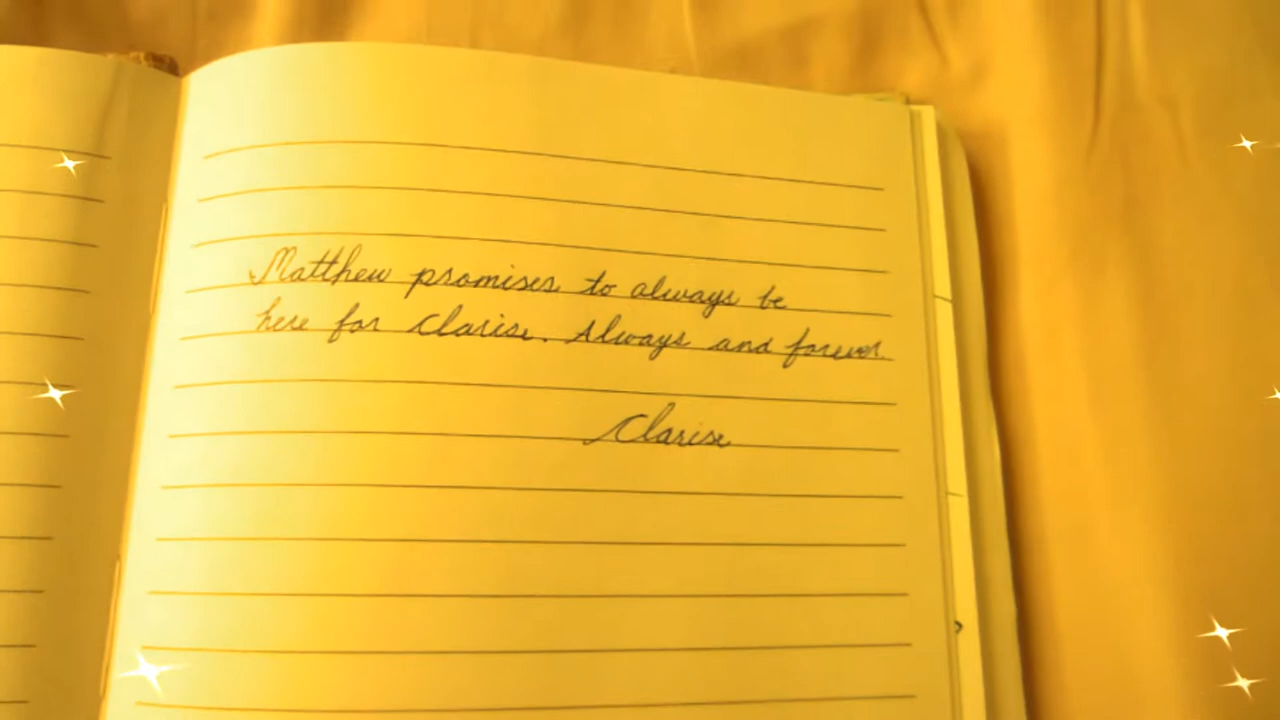 Matthew promises to always be
here for Clarise. Always and forever.
Clarise